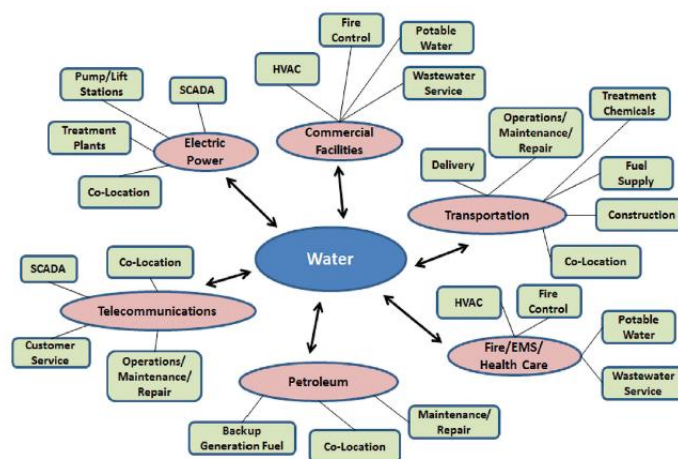 Fire
Control
Potable
Water
HVAC
Wastewater
Service
Commercial
Facilities
Pump/Lift
Stations
SCADA
Treatment
Plants
Electric
Power
Co-Location
Treatment
Chemicals
Operations/
Maintenance/
Repair
Delivery
Fuel
Supply
Transportation
Construction
Co-Location
Water
SCADA
Co-Location
Telecommunications
Customer
Service
Operations/
Maintenance/
Repair
HVAC
Fire
Control
Potable
Water
Fire/EMS/
Health Care
Wastewater
Service
Petroleum
Backup
Generation Fuel
Co-Location
Maintenance/
Repair